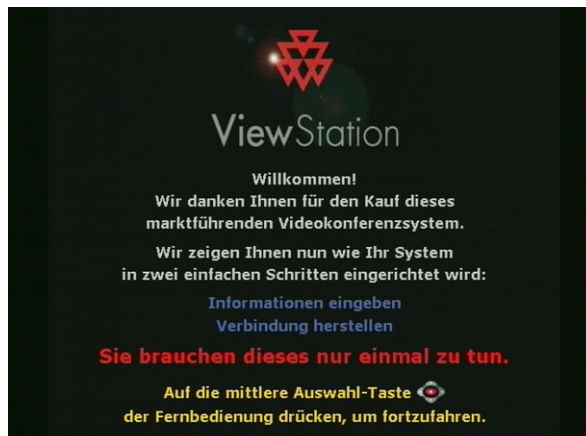 ViewStation
Willkommen!
Wir danken Ihnen für den Kauf dieses
marktführenden Videokonferenzsystem.
Wir zeigen Ihnen nun wie Ihr System
in zwei einfachen Schritten eingerichtet wird:
Informationen eingeben
Verbindung herstellen
Sie brauchen dieses nur einmal zu tun.
Auf die mittlere Auswahl-Taste
der Fernbedienung drücken, um fortzufahren.